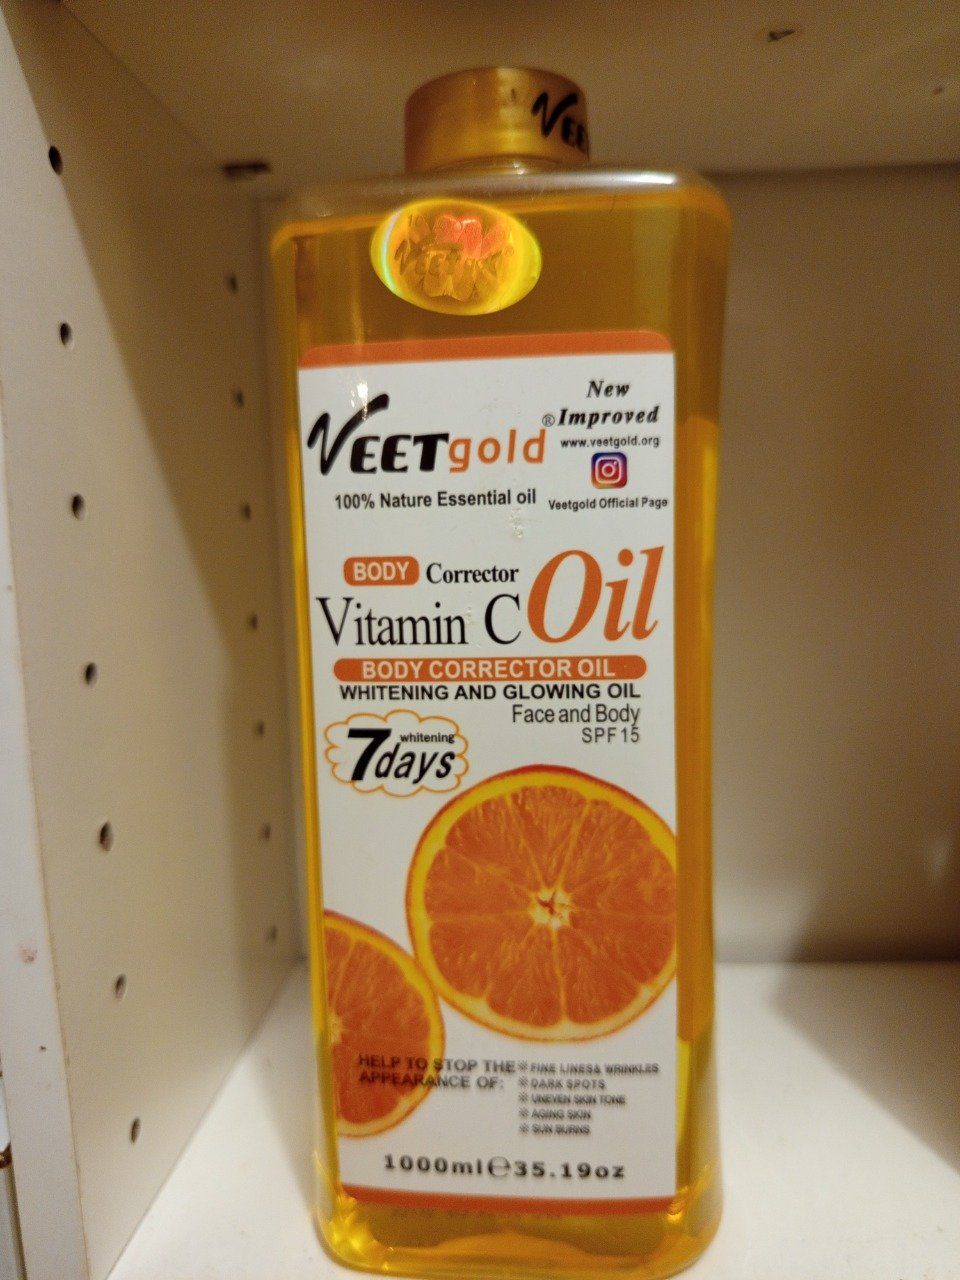 VEE
VEETgold®
New
Improved
www.veetgold.org
100% Nature Essential oil
Veetgold Official Page
BODY Corrector
Vitamin C Oil
BODY CORRECTOR OIL
WHITENING AND GLOWING OIL
Face and Body
SPF 15
whitening
7days
HELP TO STOP THE
APPEARANCE OF:
※ FINE LINES& WRINKLES
※ DARK SPOTS
※ UNEVEN SKIN TONE
※ AGING SKIN
※ SUN BURNS
1000ml℮35.19oz